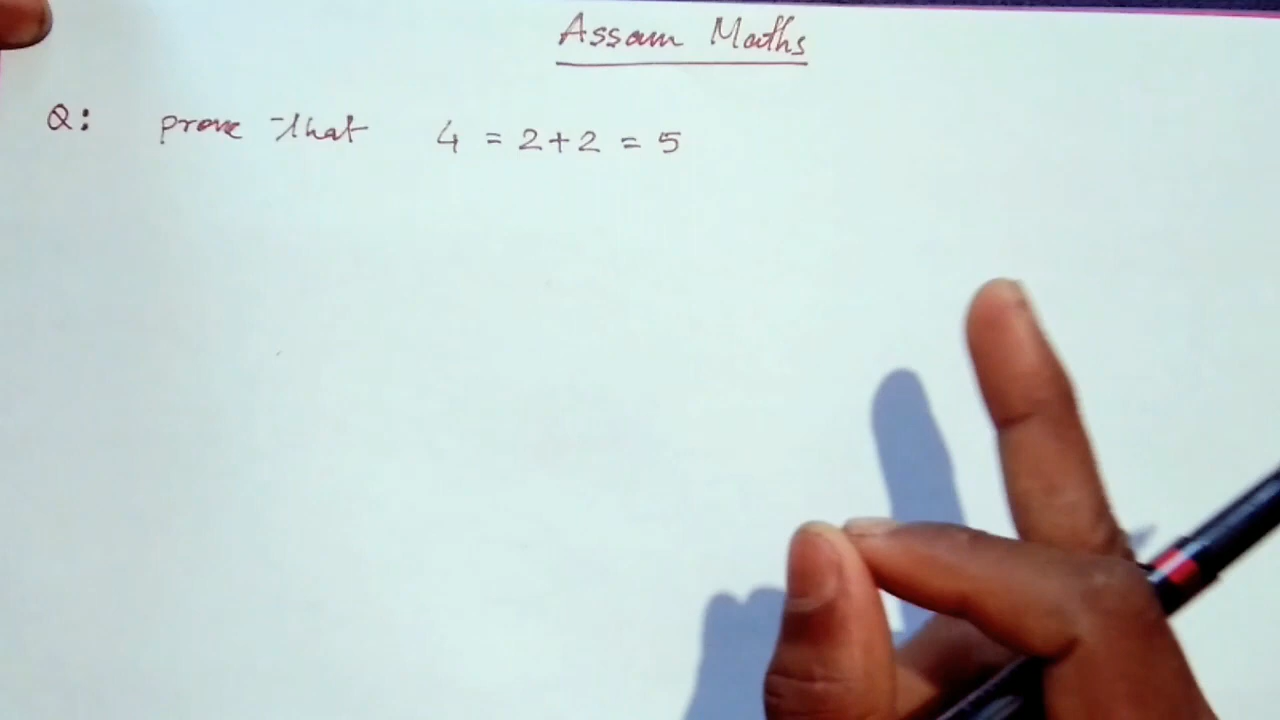 Assam Maths
Q: prove that 4 = 2+2 = 5